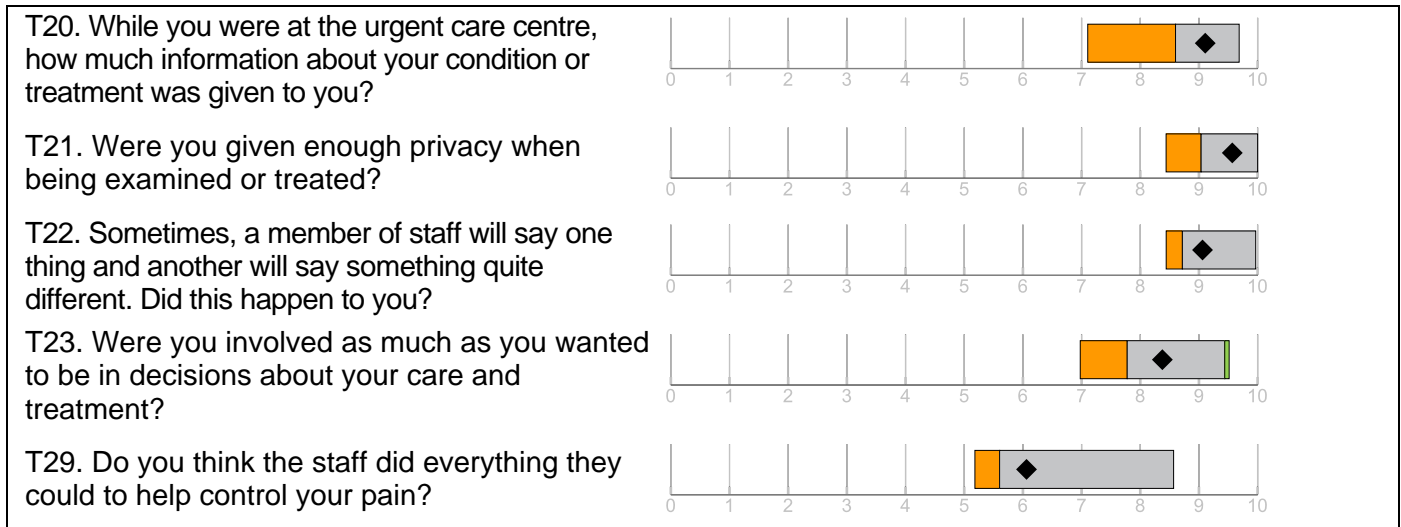 T20. While you were at the urgent care centre,
how much information about your condition or
treatment was given to you?
0 1 2 3 4 5 6 7 8 9 10
T21. Were you given enough privacy when
being examined or treated?
0 1 2 3 4 5 6 7 8 9 10
T22. Sometimes, a member of staff will say one
thing and another will say something quite
different. Did this happen to you?
0 1 2 3 4 5 6 7 8 9 10
T23. Were you involved as much as you wanted
to be in decisions about your care and
treatment?
0 1 2 3 4 5 6 7 8 9 10
T29. Do you think the staff did everything they
could to help control your pain?
0 1 2 3 4 5 6 7 8 9 10